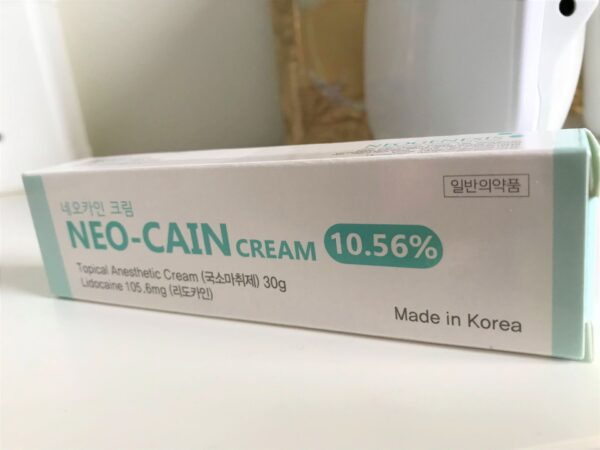 NEOGENESIS
일반의약품
네오카인 크림
NEO-CAIN CREAM 10.56%
Topical Anesthetic Cream (국소마취제) 30g
Lidocaine 105.6mg (리도카인)
Made in Korea